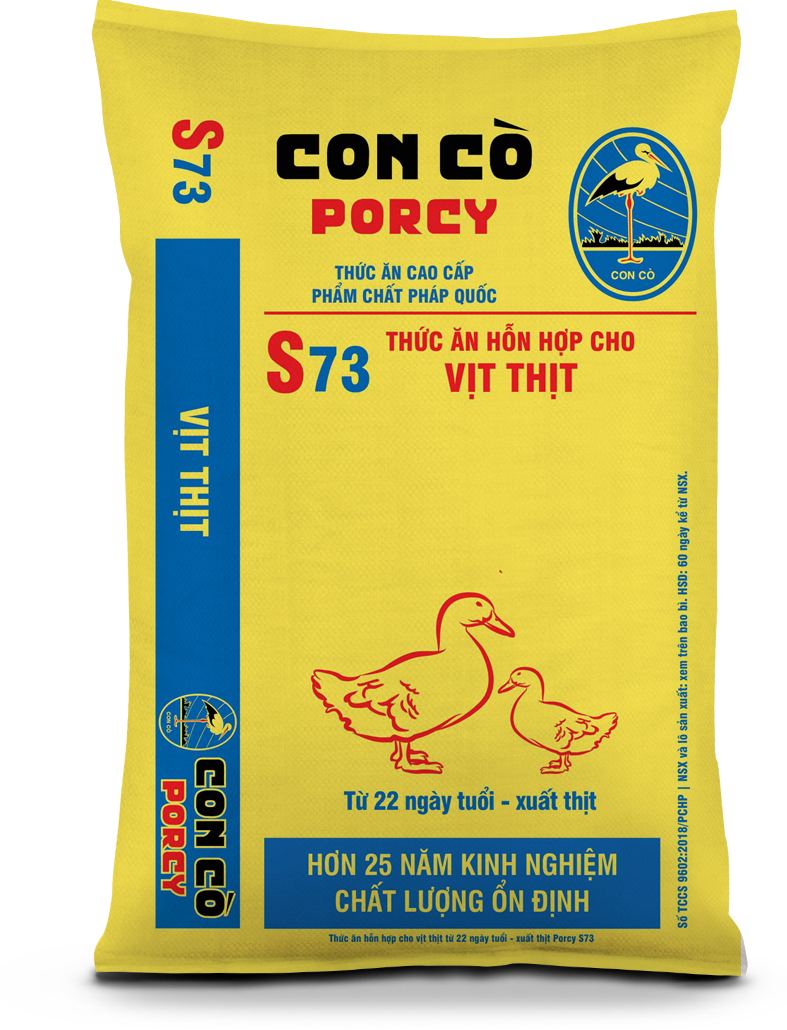 S73
CON CÒ
PORCY
CON CÒ
THỨC ĂN CAO CẤP
PHẨM CHẤT PHÁP QUỐC
S73
THỨC ĂN HỖN HỢP CHO
VỊT THỊT
VỊT THỊT
Số TCCS 9602:2018/PCHP | NSX và lô sản xuất: xem trên bao bì. HSD: 60 ngày kể từ NSX.
CON CÒ
CON CÒ
PORCY
Từ 22 ngày tuổi - xuất thịt
HƠN 25 NĂM KINH NGHIỆM
CHẤT LƯỢNG ỔN ĐỊNH
Thức ăn hỗn hợp cho vịt thịt từ 22 ngày tuổi - xuất thịt Porcy S73